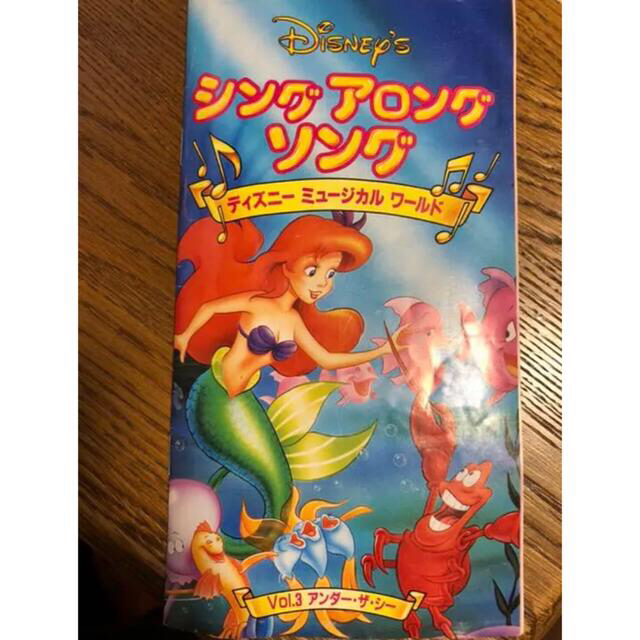 DISNEY'S
シング アロング
ソング
ディズニー ミュージカル ワールド
Vol.3 アンダー・ザ・シー